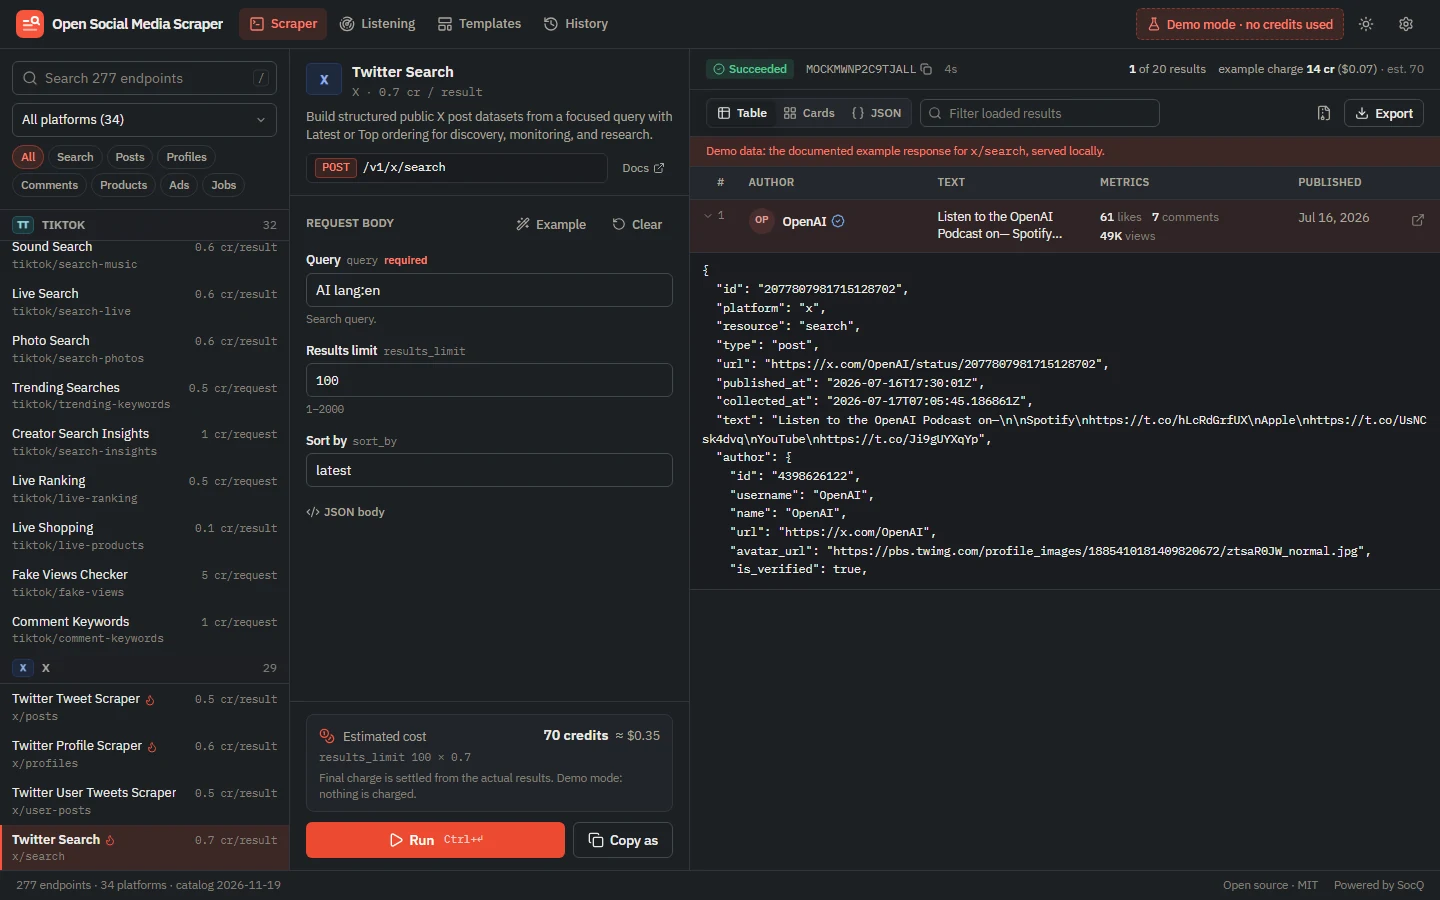 Open Social Media Scraper
Scraper
Listening
Templates
History
Demo mode · no credits used
Search 277 endpoints /
All platforms (34)
All Search Posts Profiles
Comments Products Ads Jobs
TT TIKTOK 32
Sound Search 0.6 cr/result
tiktok/search-music
Live Search 0.6 cr/result
tiktok/search-live
Photo Search 0.6 cr/result
tiktok/search-photos
Trending Searches 0.5 cr/request
tiktok/trending-keywords
Creator Search Insights 1 cr/request
tiktok/search-insights
Live Ranking 0.5 cr/request
tiktok/live-ranking
Live Shopping 0.1 cr/result
tiktok/live-products
Fake Views Checker 5 cr/request
tiktok/fake-views
Comment Keywords 1 cr/request
tiktok/comment-keywords
X X 29
Twitter Tweet Scraper 0.5 cr/result
x/posts
Twitter Profile Scraper 0.6 cr/result
x/profiles
Twitter User Tweets Scraper 0.5 cr/result
x/user-posts
Twitter Search 0.7 cr/result
x/search
X Twitter Search
X · 0.7 cr / result
Build structured public X post datasets from a focused query with
Latest or Top ordering for discovery, monitoring, and research.
POST /v1/x/search Docs
REQUEST BODY Example Clear
Query query required
AI lang:en
Search query.
Results limit results_limit
100
1–2000
Sort by sort_by
latest
</> JSON body
Estimated cost 70 credits ≈ $0.35
results_limit 100 × 0.7
Final charge is settled from the actual results. Demo mode:
nothing is charged.
Run Ctrl+↵ Copy as
Succeeded MOCKMWNP2C9TJALL 4s 1 of 20 results example charge 14 cr ($0.07) · est. 70
Table Cards { } JSON Filter loaded results Export
Demo data: the documented example response for x/search, served locally.
# AUTHOR TEXT METRICS PUBLISHED
1 OP OpenAI Listen to the OpenAI 61 likes 7 comments Jul 16, 2026
Podcast on— Spotify… 49K views
{
"id": "2077807981715128702",
"platform": "x",
"resource": "search",
"type": "post",
"url": "https://x.com/OpenAI/status/2077807981715128702",
"published_at": "2026-07-16T17:30:01Z",
"collected_at": "2026-07-17T07:05:45.186861Z",
"text": "Listen to the OpenAI Podcast on—\n\nSpotify\nhttps://t.co/hLcRdGrfUX\nApple\nhttps://t.co/UsNC
sk4dvq\nYouTube\nhttps://t.co/Ji9gUYXqYp",
"author": {
"id": "4398626122",
"username": "OpenAI",
"name": "OpenAI",
"url": "https://x.com/OpenAI",
"avatar_url": "https://pbs.twimg.com/profile_images/1885410181409820672/ztsaR0JW_normal.jpg",
"is_verified": true,
277 endpoints · 34 platforms · catalog 2026-11-19
Open source · MIT Powered by SocQ